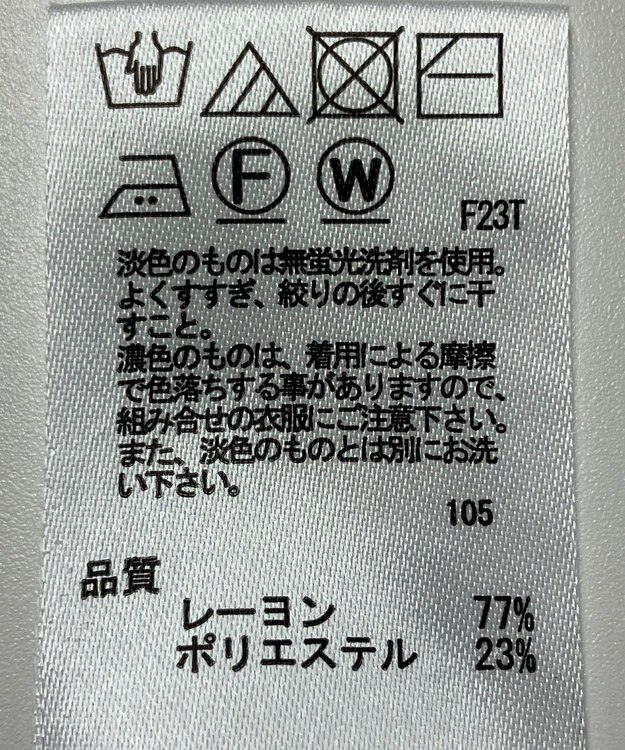 F
W
F23T
淡色のものは無蛍光洗剤を使用。
よくすすぎ、絞りの後すぐに干
すこと。
濃色のものは、着用による摩擦
で色落ちする事がありますので、
組み合せの衣服にご注意下さい。
また、淡色のものとは別にお洗
い下さい。
105
品質
レーヨン 77%
ポリエステル 23%